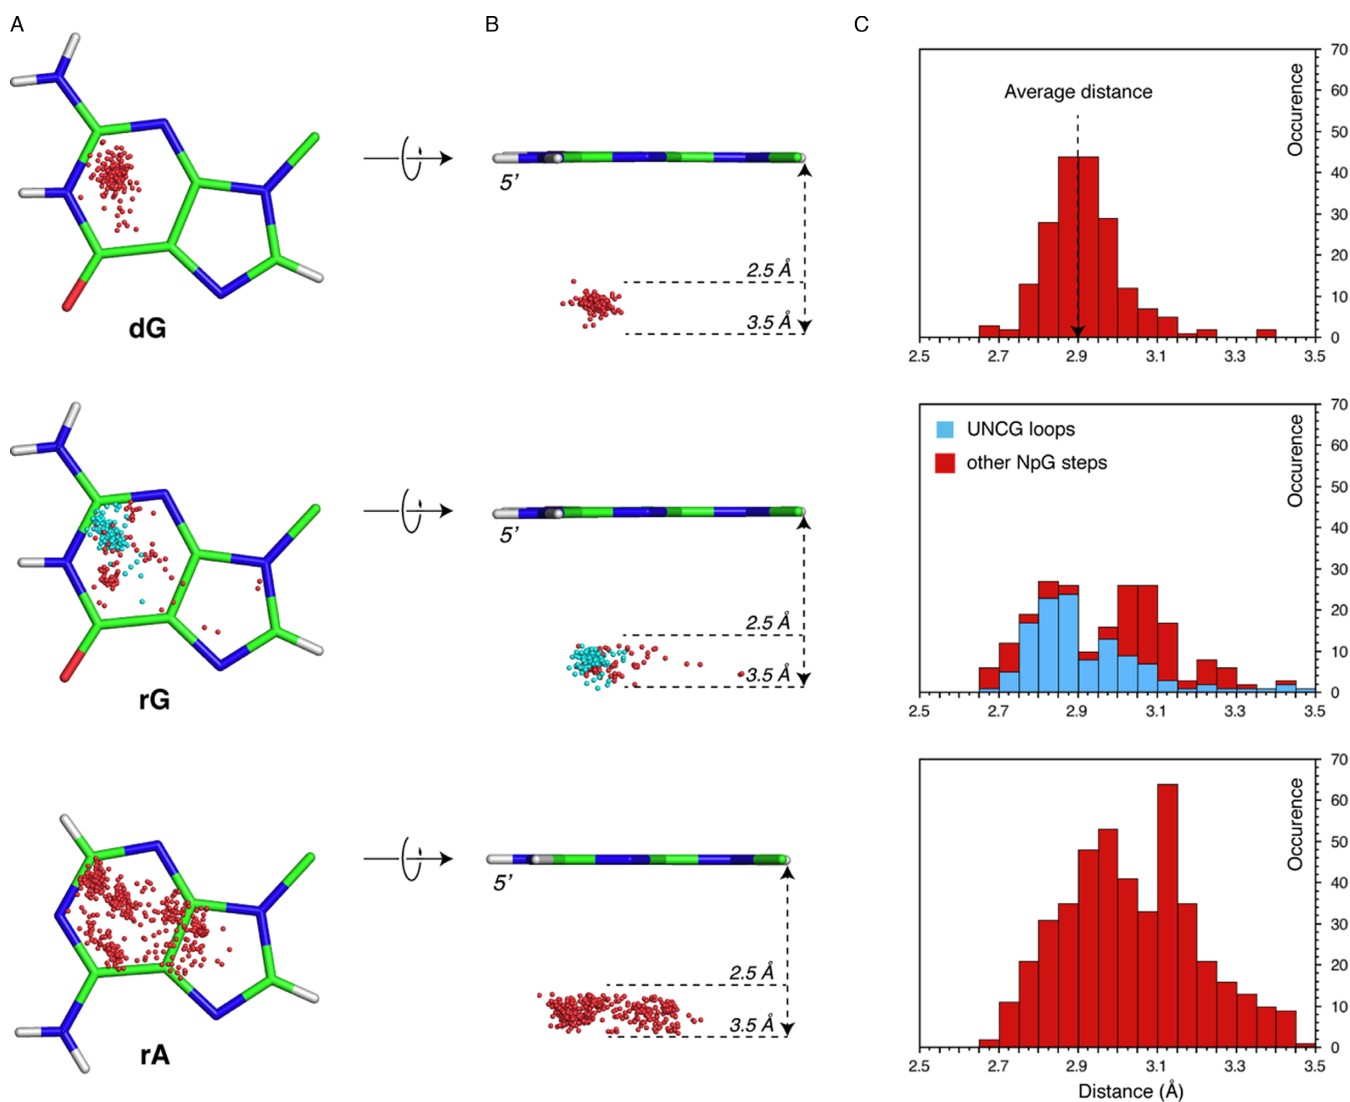 A
B
C
dG
5’
2.5 Å
3.5 Å
Average distance
Occurence
70
60
50
40
30
20
10
0
2.5
2.7
2.9
3.1
3.3
3.5
rG
5’
2.5 Å
3.5 Å
UNCG loops
other NpG steps
Occurence
70
60
50
40
30
20
10
0
2.5
2.7
2.9
3.1
3.3
3.5
rA
5’
2.5 Å
3.5 Å
Occurence
70
60
50
40
30
20
10
0
2.5
2.7
2.9
3.1
3.3
3.5
Distance (Å)